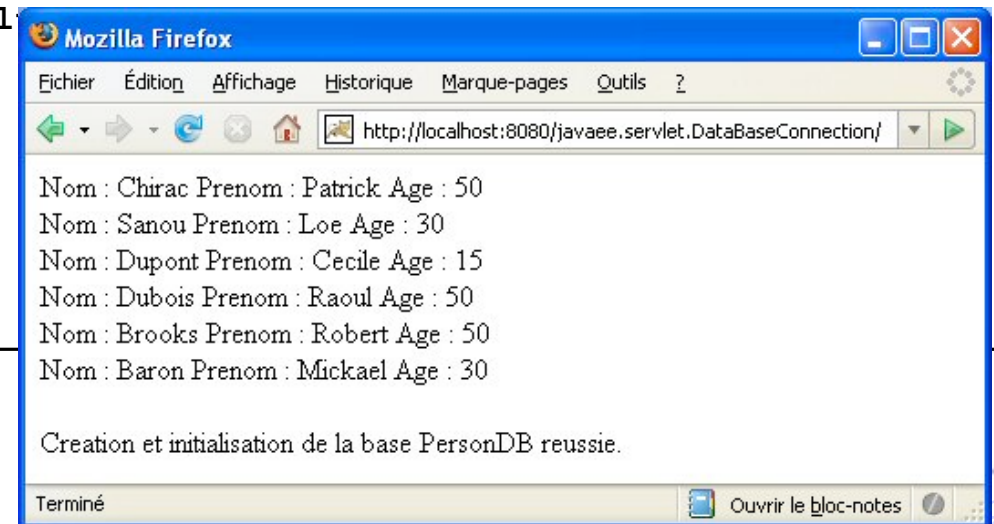 Mozilla Firefox
Fichier Édition Affichage Historique Marque-pages Outils ?
http://localhost:8080/javaee.servlet.DataBaseConnection/
Nom : Chirac Prenom : Patrick Age : 50
Nom : Sanou Prenom : Loe Age : 30
Nom : Dupont Prenom : Cecile Age : 15
Nom : Dubois Prenom : Raoul Age : 50
Nom : Brooks Prenom : Robert Age : 50
Nom : Baron Prenom : Mickael Age : 30
Creation et initialisation de la base PersonDB reussie.
Terminé Ouvrir le bloc-notes